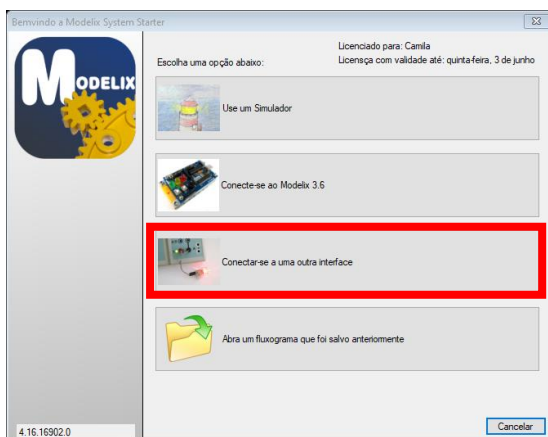 Bemvindo a Modelix System Starter
MODELIX
Licenciado para: Camila
Escolha uma opção abaixo:
Licensça com validade até: quinta-feira, 3 de junho
Use um Simulador
Conecte-se ao Modelix 3.6
Conectar-se a uma outra interface
Abra um fluxograma que foi salvo anteriormente
4.16.16902.0
Cancelar